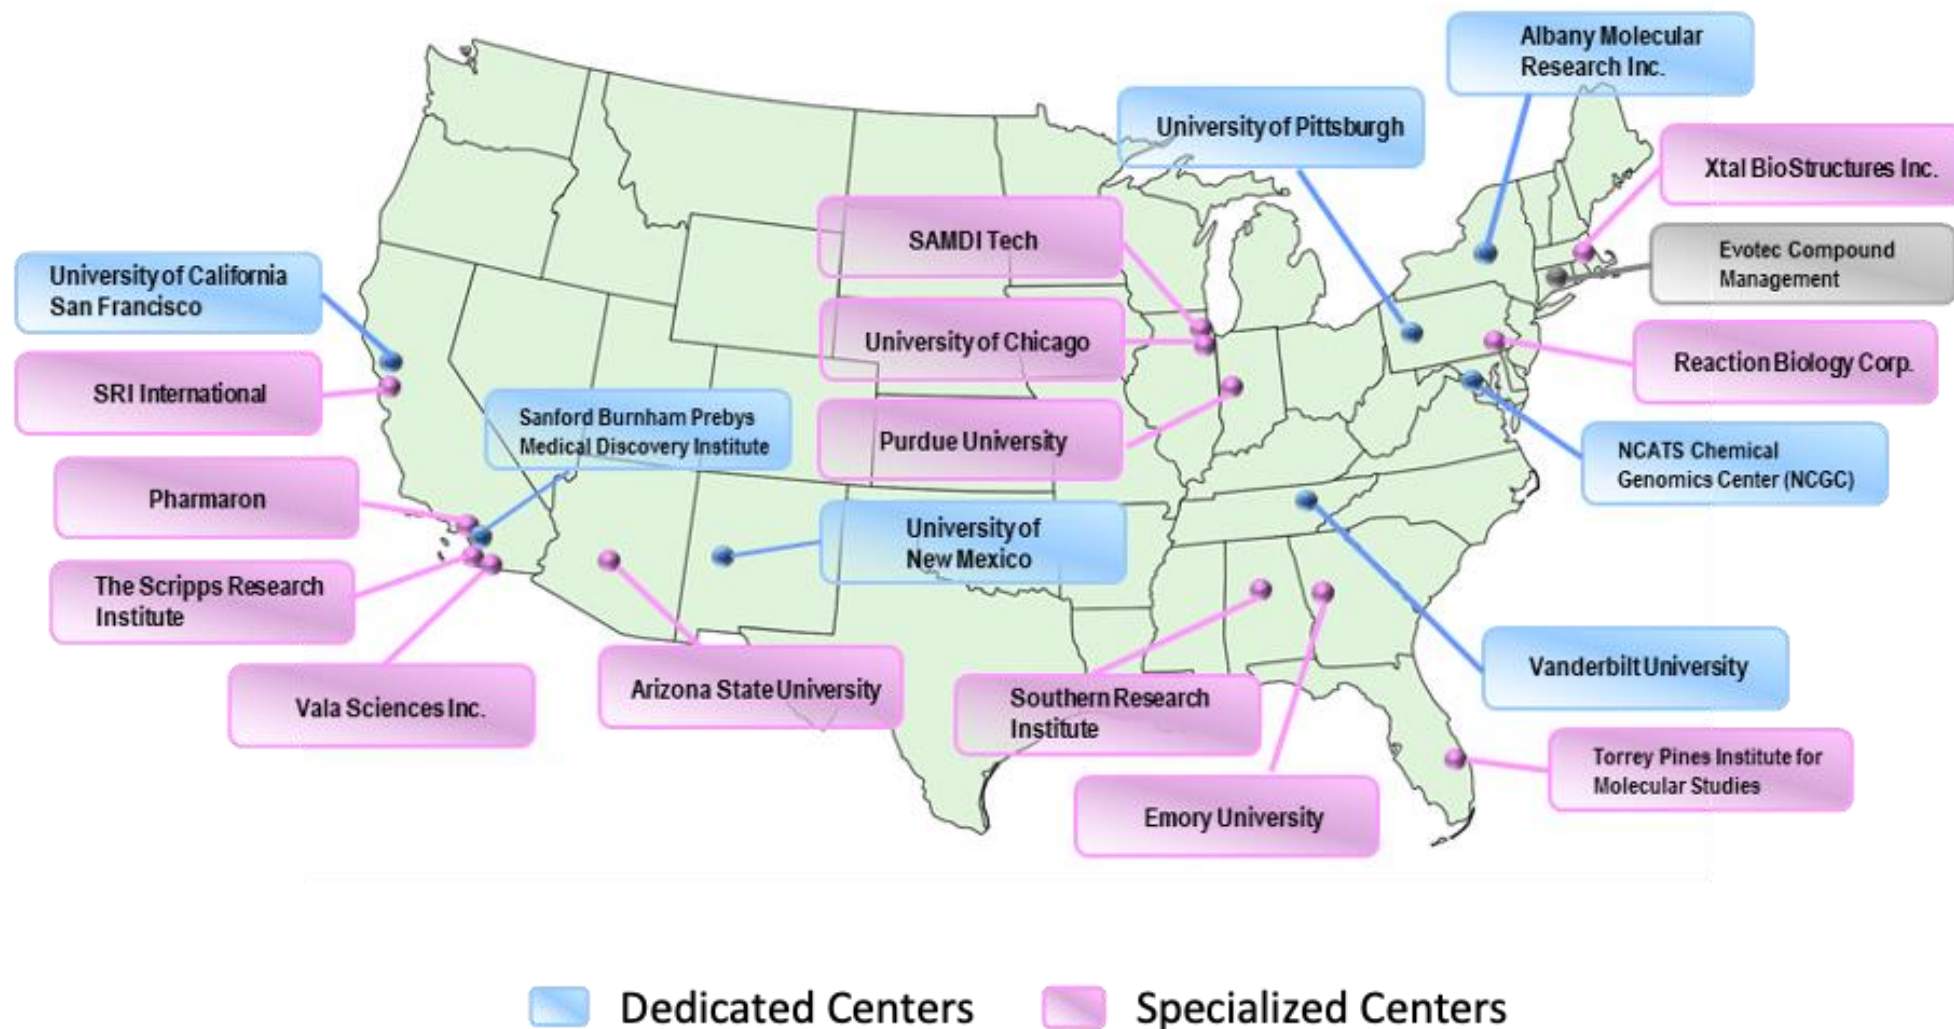 Albany Molecular
Research Inc.
University of Pittsburgh
Xtal BioStructures Inc.
SAMDI Tech
Evotec Compound
Management
University of California
San Francisco
University of Chicago
Reaction Biology Corp.
SRI International
Sanford Burnham Prebys
Medical Discovery Institute
Purdue University
NCATS Chemical
Genomics Center (NCGC)
Pharmaron
University of
New Mexico
The Scripps Research
Institute
Vanderbilt University
Arizona State University
Southern Research
Institute
Vala Sciences Inc.
Torrey Pines Institute for
Molecular Studies
Emory University
Dedicated Centers
Specialized Centers